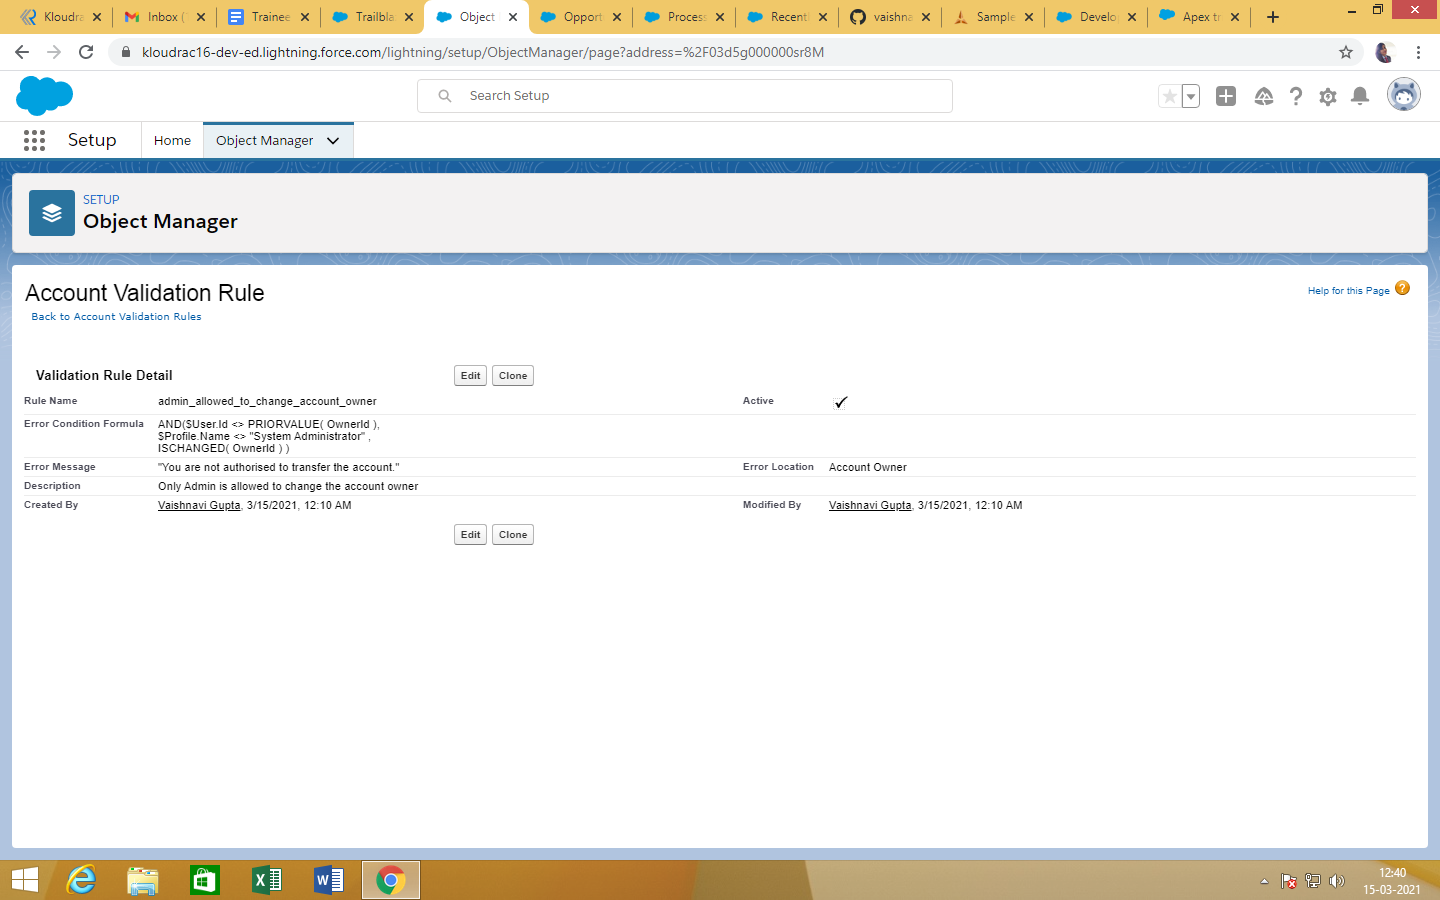 Kloudra
Inbox (
Trainee
Trailbla
Object
Opport
Process
Recentl
vaishna
Sample
Develo
Apex tr
kloudrac16-dev-ed.lightning.force.com/lightning/setup/ObjectManager/page?address=%2F03d5g000000sr8M
Search Setup
Setup
Home
Object Manager
SETUP
Object Manager
Account Validation Rule
Help for this Page ?
Back to Account Validation Rules
Validation Rule Detail
Edit
Clone
Rule Name
admin_allowed_to_change_account_owner
Active
Error Condition Formula
AND($User.Id <> PRIORVALUE( OwnerId ),
$Profile.Name <> "System Administrator" ,
ISCHANGED( OwnerId ) )
Error Message
"You are not authorised to transfer the account."
Error Location
Account Owner
Description
Only Admin is allowed to change the account owner
Created By
Vaishnavi Gupta, 3/15/2021, 12:10 AM
Modified By
Vaishnavi Gupta, 3/15/2021, 12:10 AM
Edit
Clone
12:40
15-03-2021